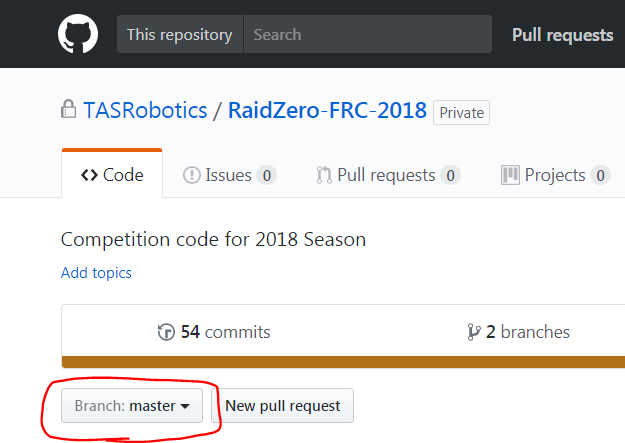 This repository Search Pull requests
TASRobotics / RaidZero-FRC-2018 Private
Code Issues 0 Pull requests 0 Projects 0
Competition code for 2018 Season
Add topics
54 commits 2 branches
Branch: master New pull request